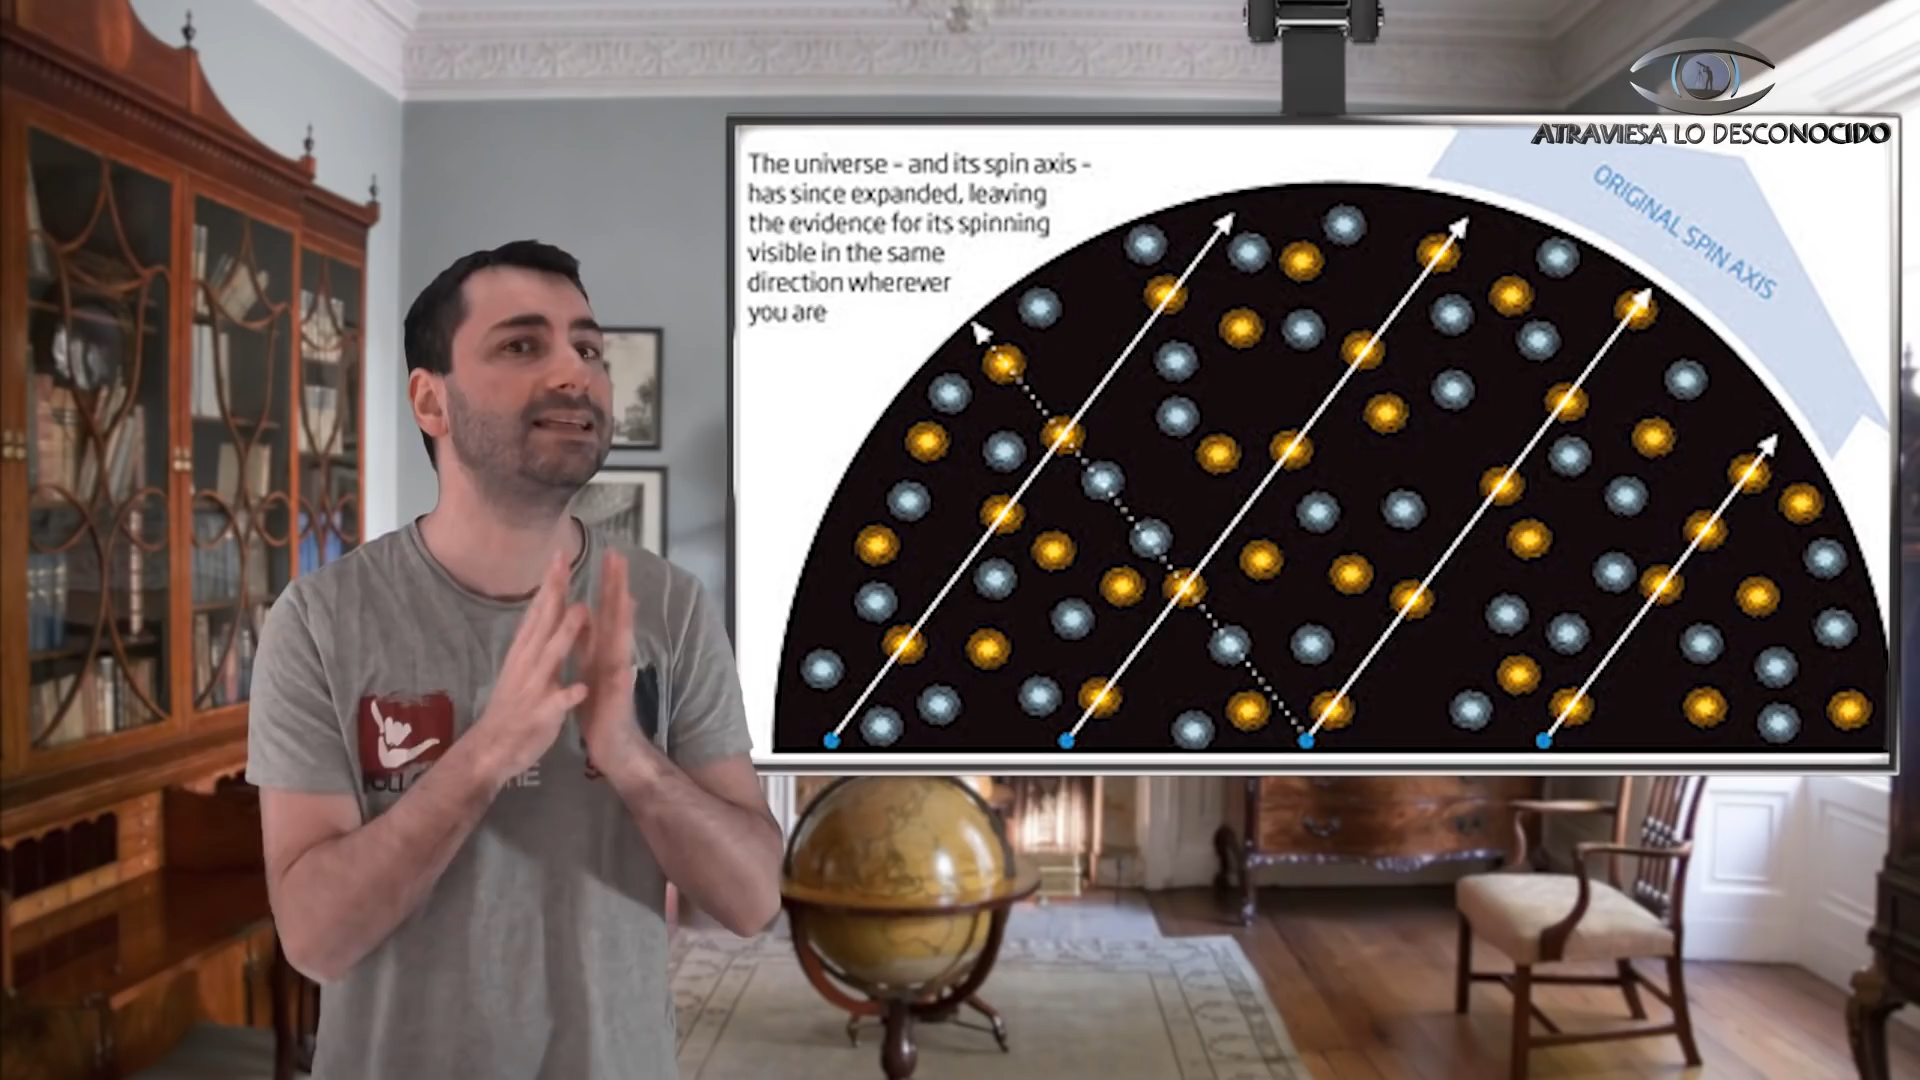 ATRAVIESA LO DESCONOCIDO
The universe – and its spin axis –
has since expanded, leaving
the evidence for its spinning
visible in the same
direction wherever
you are
ORIGINAL SPIN AXIS